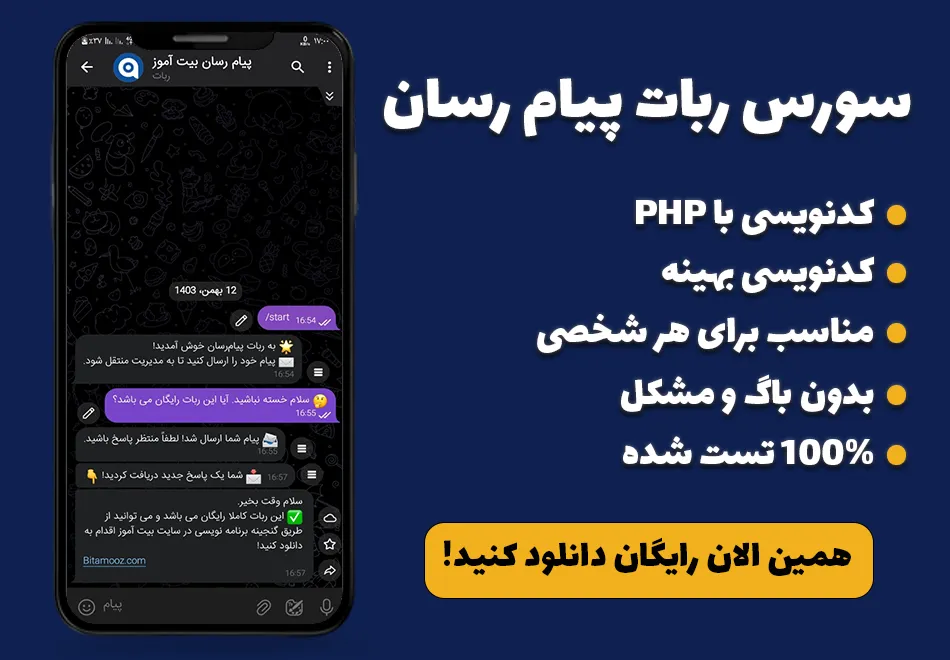 سورس ربات پیام رسان
کدنویسی با PHP
کدنویسی بهینه
مناسب برای هر شخصی
بدون باگ و مشکل
100% تست شده
همین الان رایگان دانلود کنید!
۱۷:۰۰
0
KB/s
٪۳۷
پیام رسان بیت آموز
ربات
12 بهمن، 1403
/start 16:54
🌟 به ربات پیام‌رسان خوش آمدید!
✉️ پیام خود را ارسال کنید تا به مدیریت منتقل شود.
16:54
🤔 سلام خسته نباشید. آیا این ربات رایگان می باشد؟
16:55
📨 پیام شما ارسال شد! لطفاً منتظر پاسخ باشید.
16:55
📩 شما یک پاسخ جدید دریافت کردید! 👇 16:57
سلام وقت بخیر.
✅ این ربات کاملا رایگان می باشد و می توانید از
طریق گنجینه برنامه نویسی در سایت بیت آموز اقدام به
دانلود کنید!
Bitamooz.com
16:57
پیام